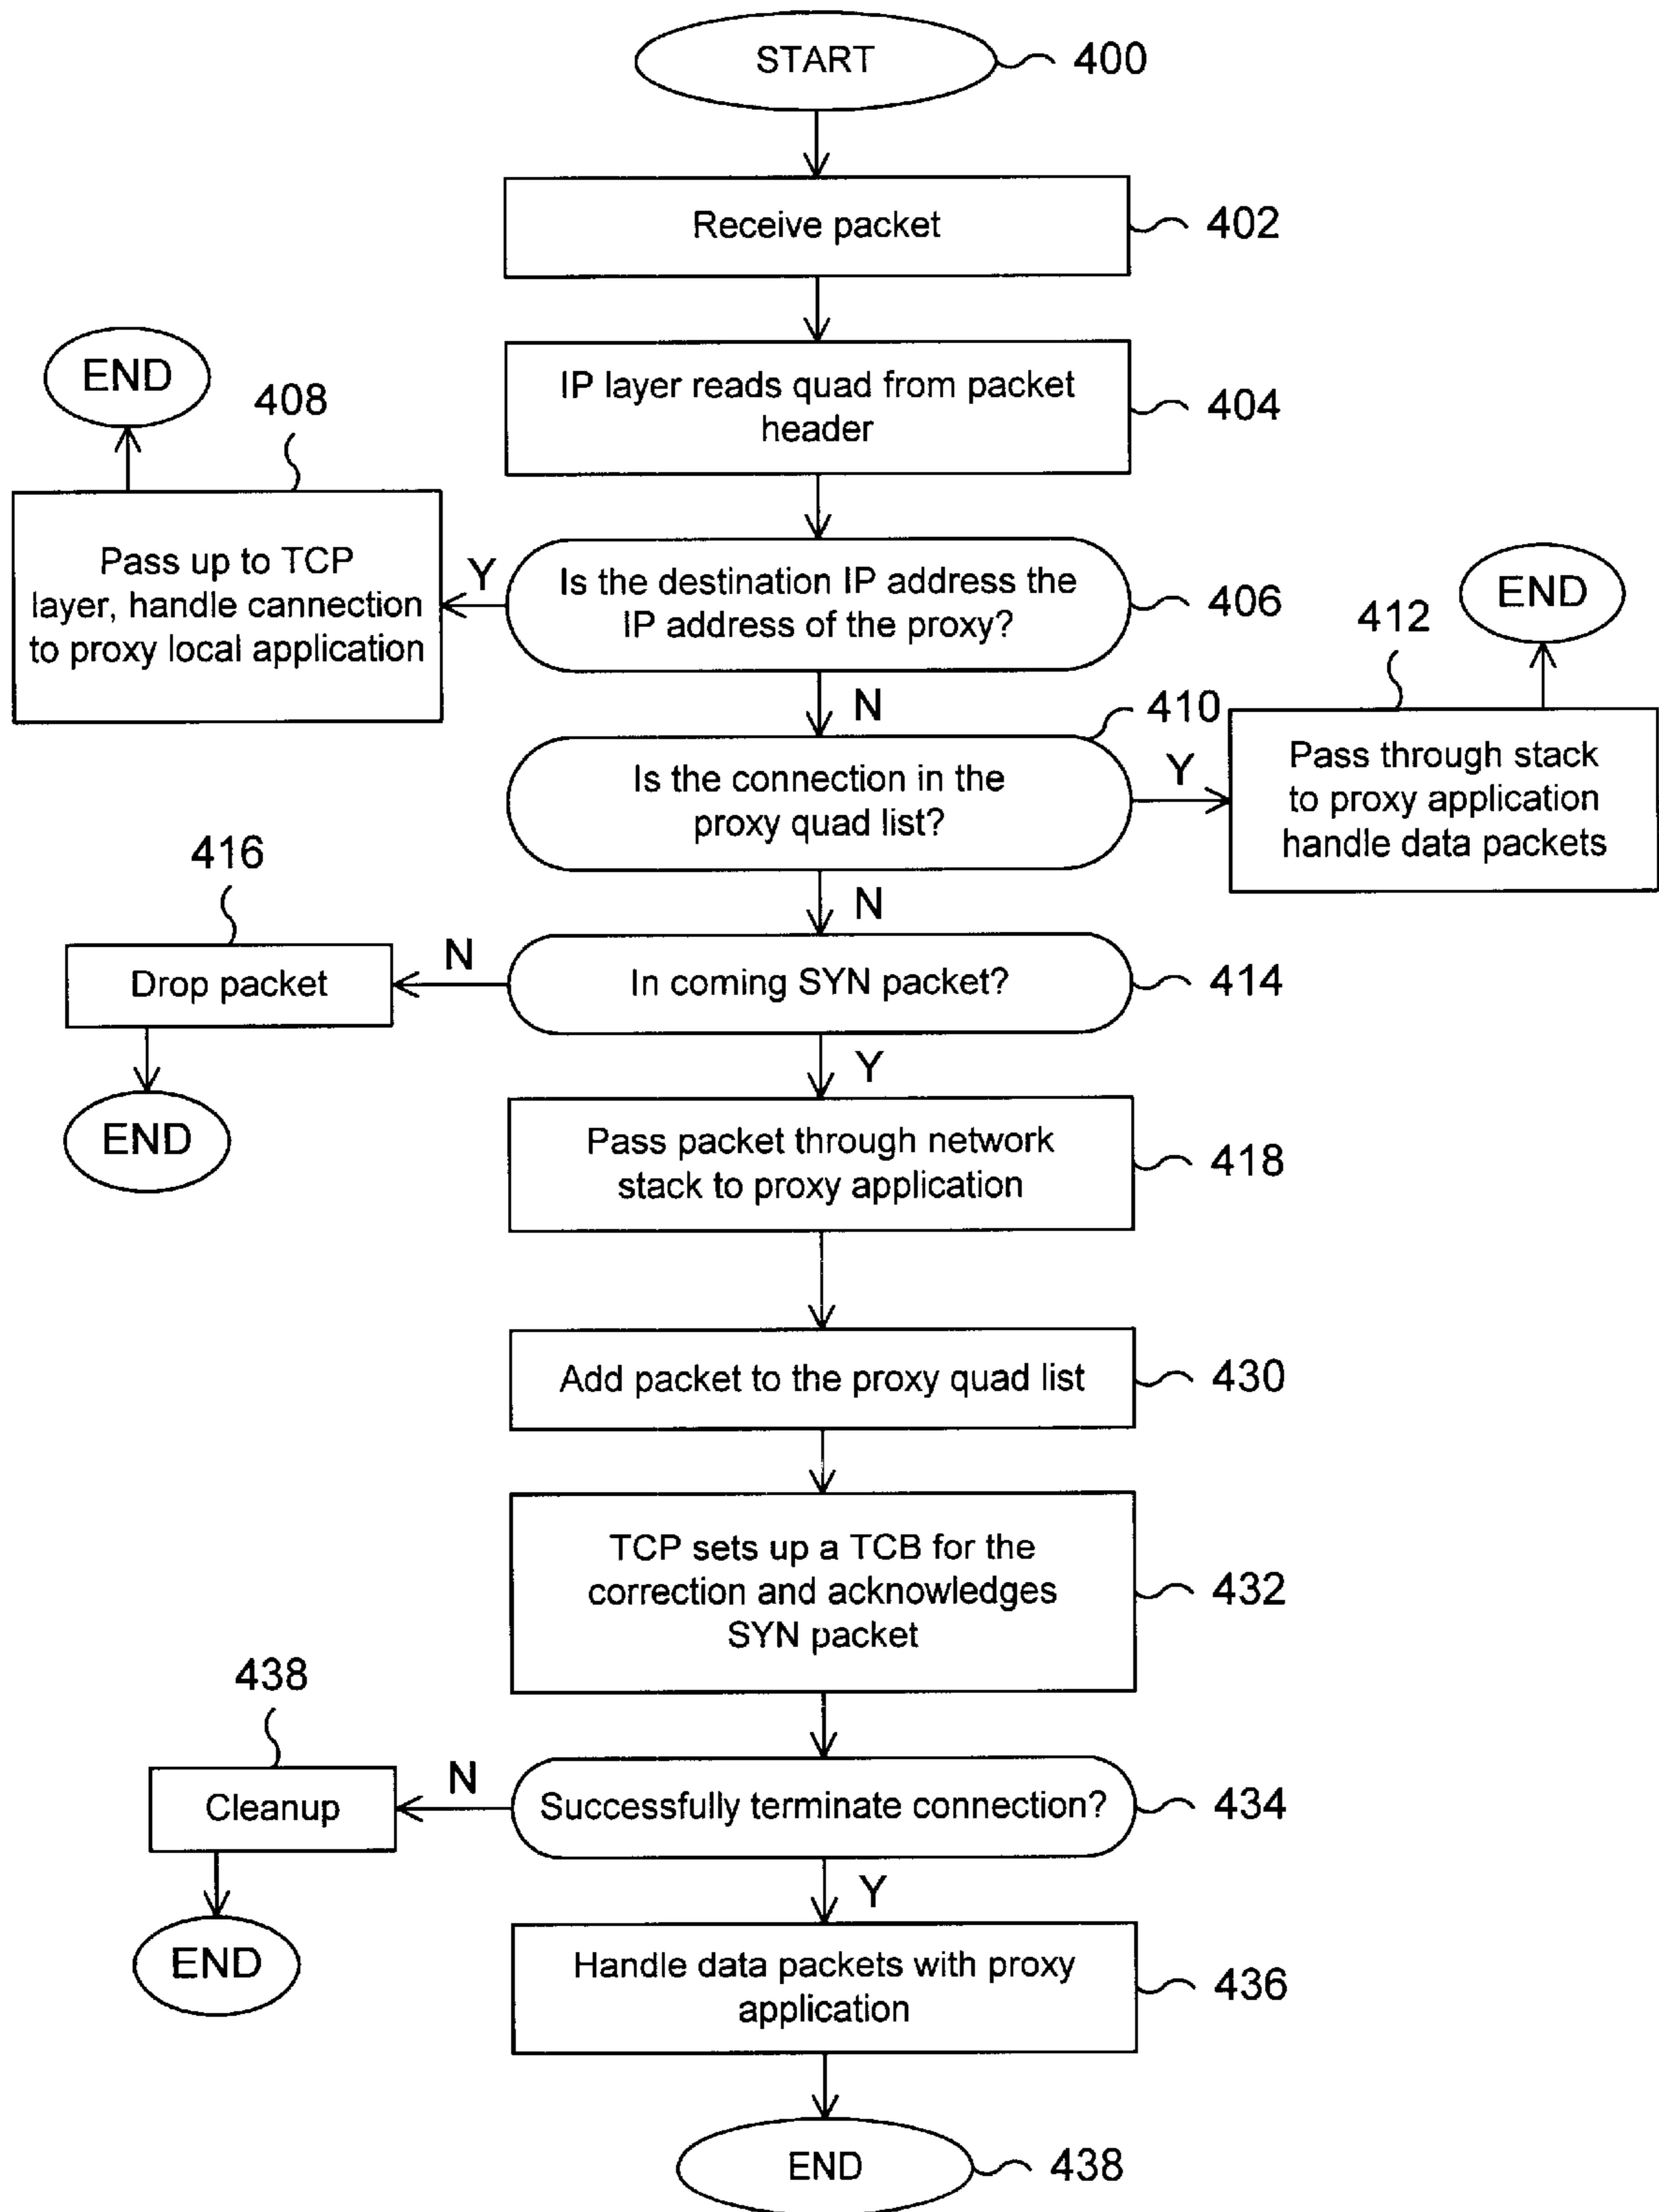 START
400
Receive packet
402
IP layer reads quad from packet
header
404
END
408
Pass up to TCP
layer, handle cannection
to proxy local application
Y
Is the destination IP address the
IP address of the proxy?
406
N
END
412
410
Is the connection in the
proxy quad list?
Y
Pass through stack
to proxy application
handle data packets
N
416
Drop packet
N
In coming SYN packet?
414
END
Y
Pass packet through network
stack to proxy application
418
Add packet to the proxy quad list
430
TCP sets up a TCB for the
correction and acknowledges
SYN packet
432
438
Cleanup
N
Successfully terminate connection?
434
END
Y
Handle data packets with proxy
application
436
END
438